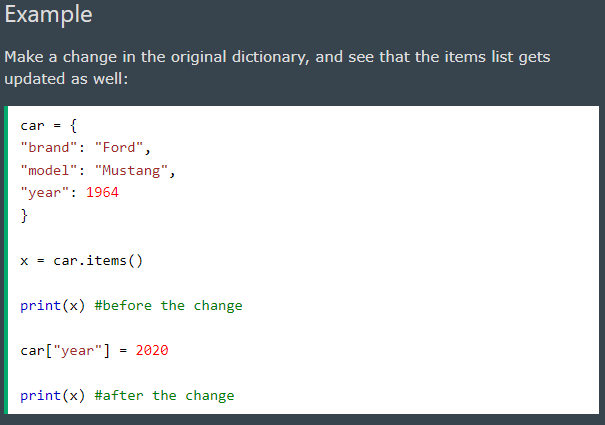 Example
Make a change in the original dictionary, and see that the items list gets
updated as well:
car = {
"brand": "Ford",
"model": "Mustang",
"year": 1964
}
x = car.items()
print(x) #before the change
car["year"] = 2020
print(x) #after the change